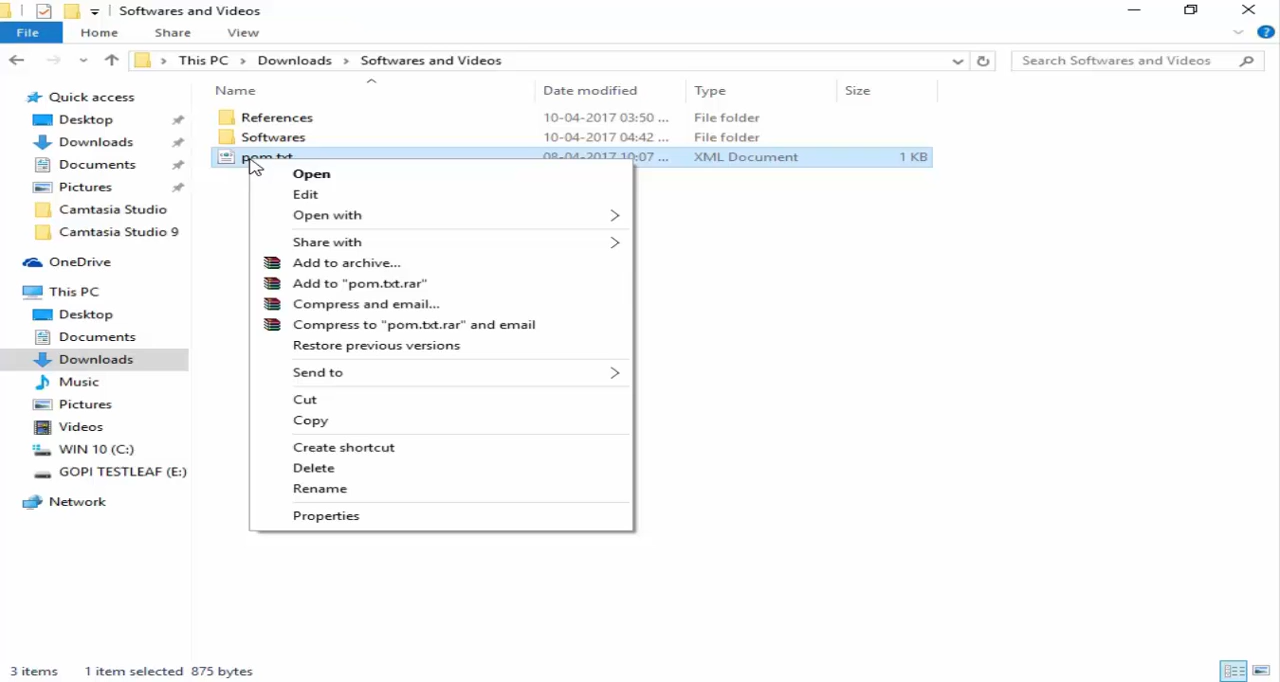 Softwares and Videos
File Home Share View
This PC Downloads Softwares and Videos
Search Softwares and Videos
Name Date modified Type Size
Quick access
Desktop
Downloads
Documents
Pictures
Camtasia Studio
Camtasia Studio 9
OneDrive
This PC
Desktop
Documents
Downloads
Music
Pictures
Videos
WIN 10 (C:)
GOPI TESTLEAF (E:)
Network
References 10-04-2017 03:50 ... File folder
Softwares 10-04-2017 04:42 ... File folder
pom.txt 08-04-2017 10:07 ... XML Document 1 KB
Open
Edit
Open with
Share with
Add to archive...
Add to "pom.txt.rar"
Compress and email...
Compress to "pom.txt.rar" and email
Restore previous versions
Send to
Cut
Copy
Create shortcut
Delete
Rename
Properties
3 items 1 item selected 875 bytes